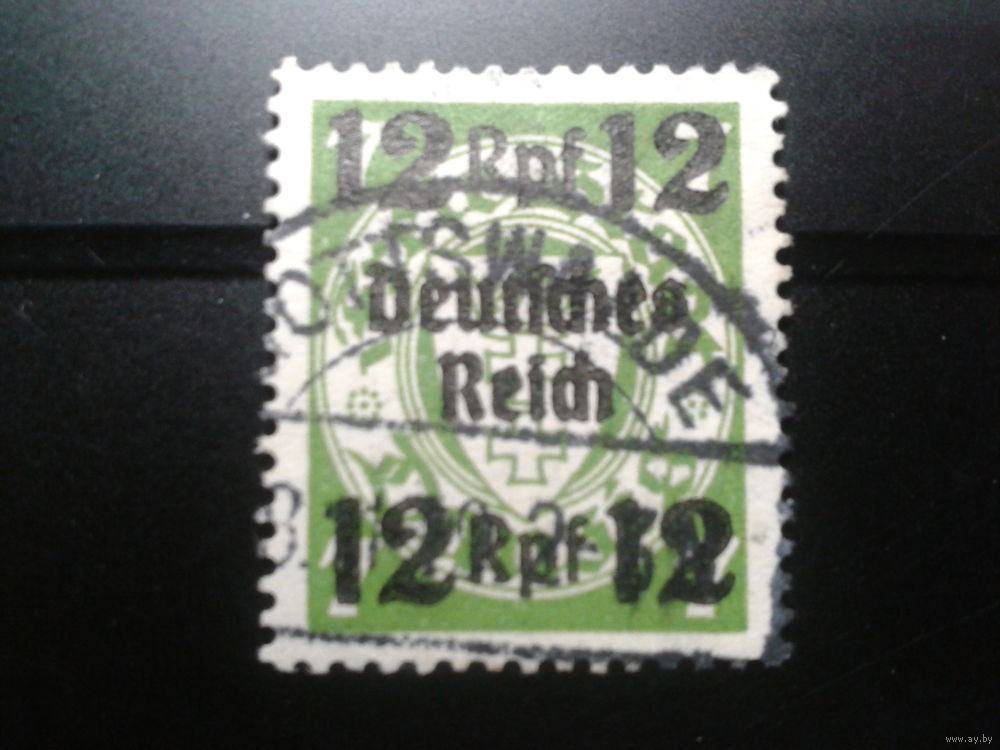 12 Rpf 12
Deutsches
Reich
12 Rpf 12
www.ay.by